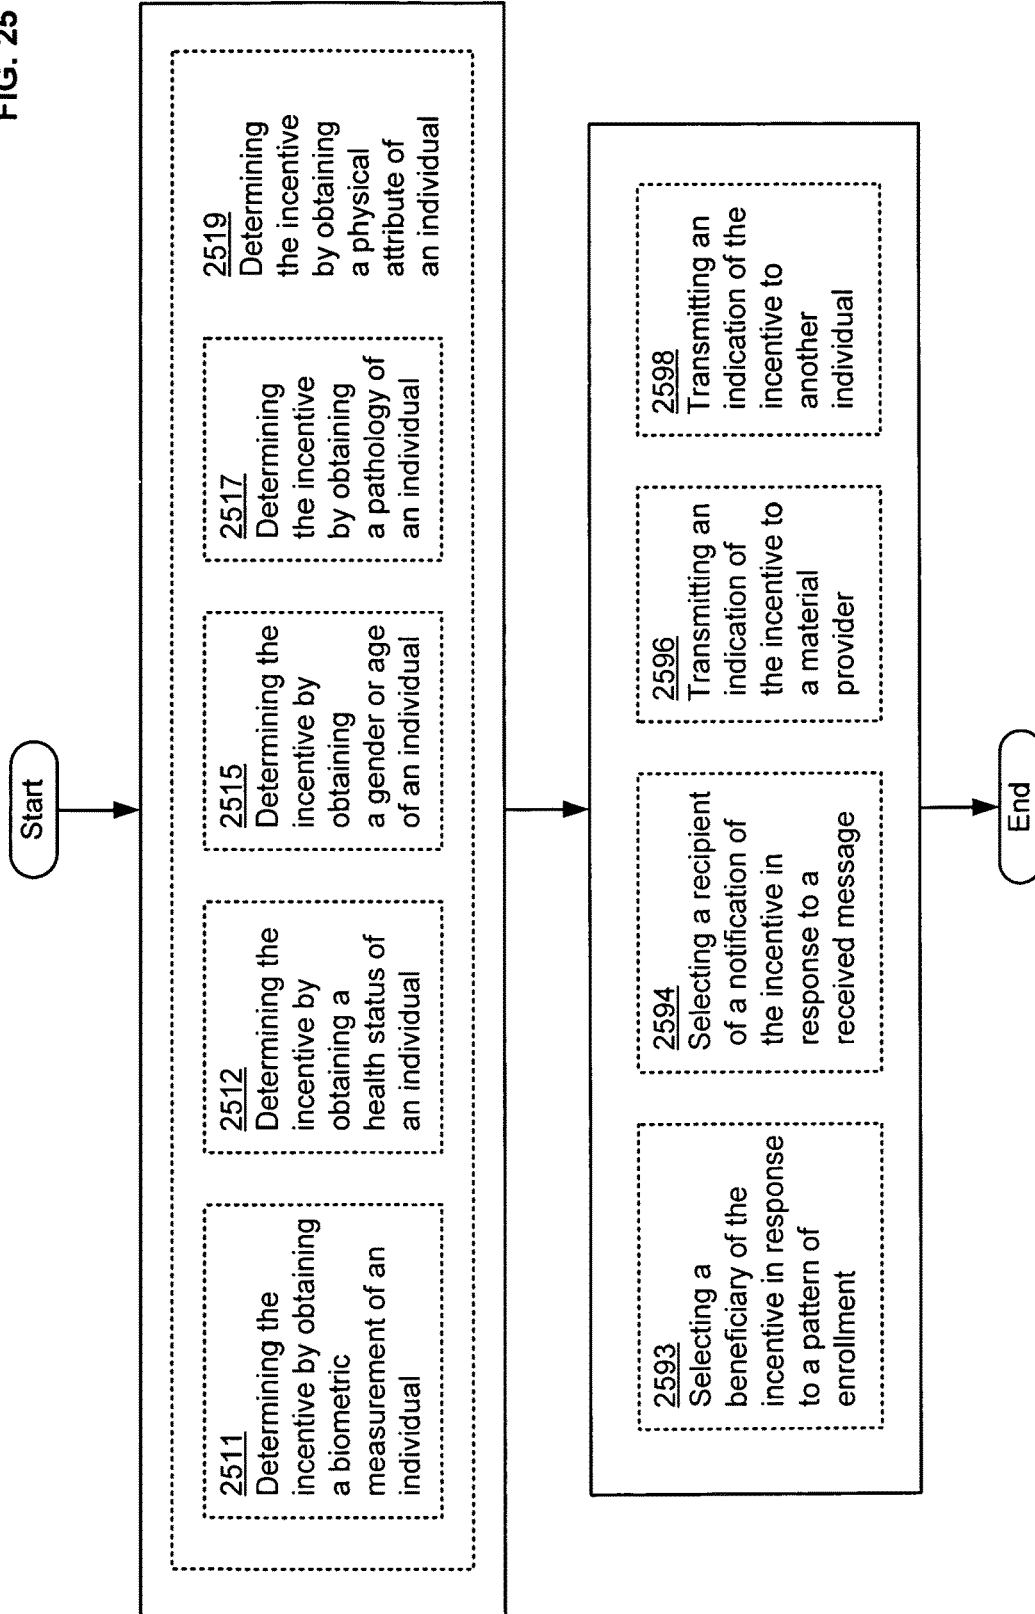 FIG. 25
Start
2511
Determining the
incentive by obtaining
a biometric
measurement of an
individual
2512
Determining the
incentive by
obtaining a
health status of
an individual
2515
Determining the
incentive by
obtaining
a gender or age
of an individual
2517
Determining
the incentive
by obtaining
a pathology of
an individual
2519
Determining
the incentive
by obtaining
a physical
attribute of
an individual
2593
Selecting a
beneficiary of the
incentive in response
to a pattern of
enrollment
2594
Selecting a recipient
of a notification of
the incentive in
response to a
received message
2596
Transmitting an
indication of
the incentive to
a material
provider
2598
Transmitting an
indication of the
incentive to
another
individual
End